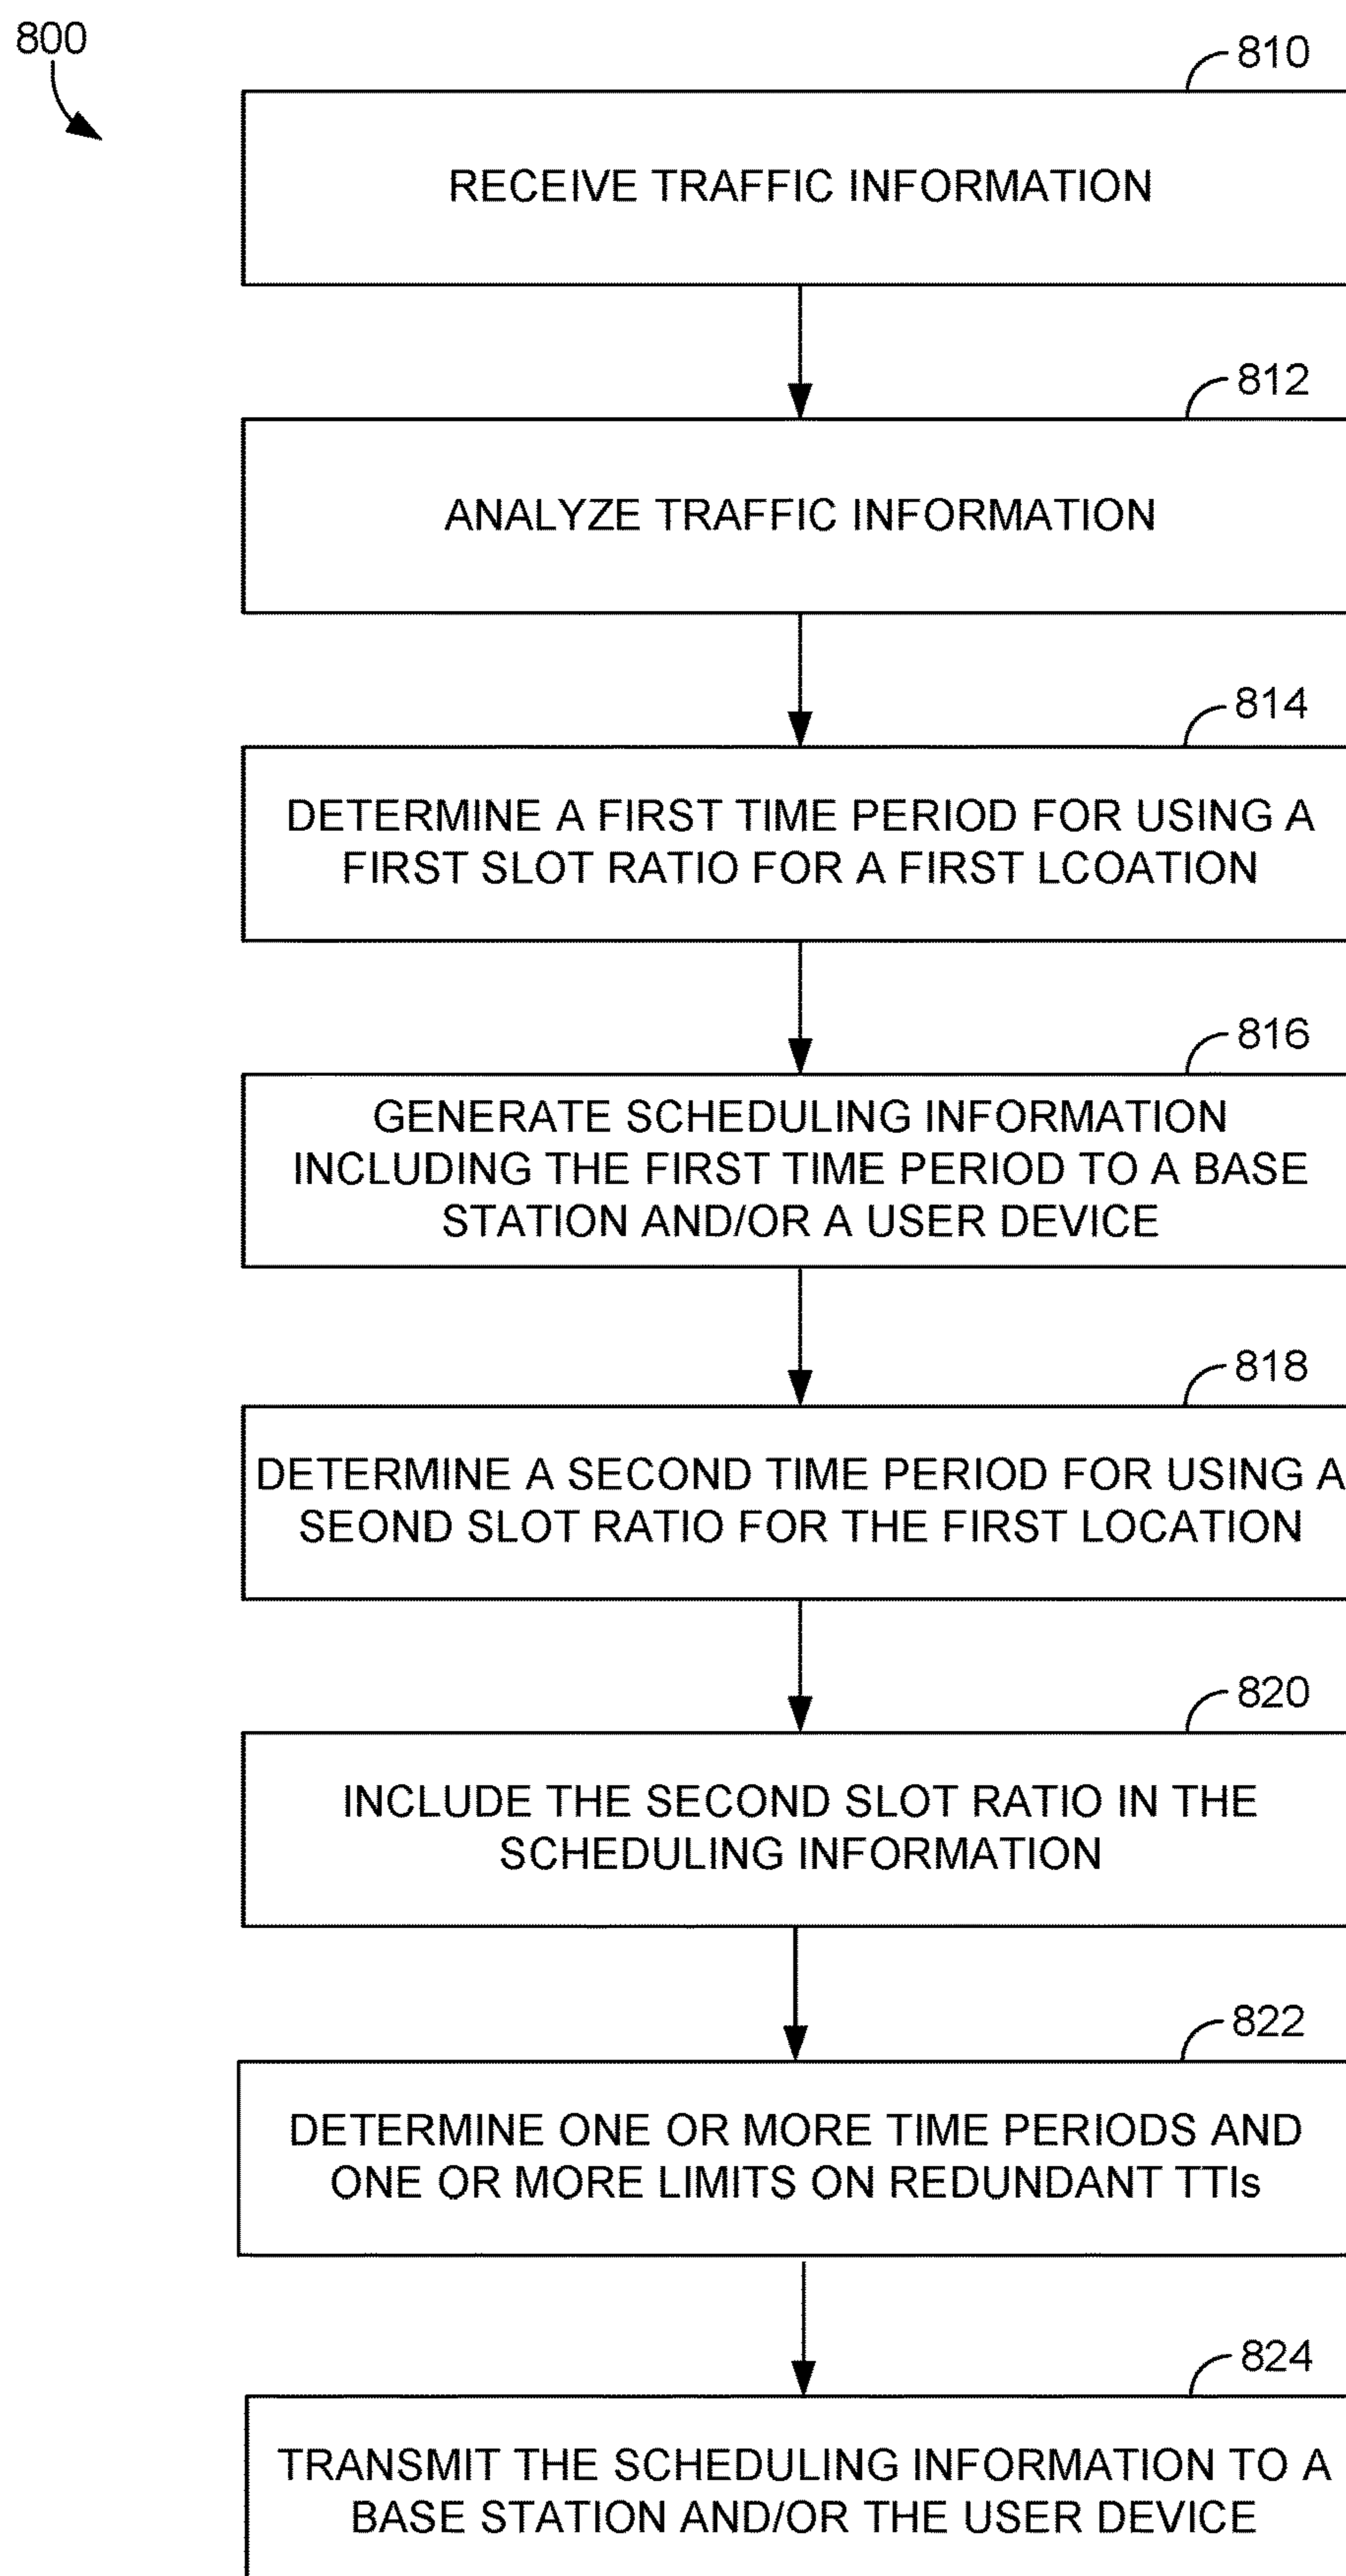 800
810
RECEIVE TRAFFIC INFORMATION
812
ANALYZE TRAFFIC INFORMATION
814
DETERMINE A FIRST TIME PERIOD FOR USING A
FIRST SLOT RATIO FOR A FIRST LCOATION
816
GENERATE SCHEDULING INFORMATION
INCLUDING THE FIRST TIME PERIOD TO A BASE
STATION AND/OR A USER DEVICE
818
DETERMINE A SECOND TIME PERIOD FOR USING A
SEOND SLOT RATIO FOR THE FIRST LOCATION
820
INCLUDE THE SECOND SLOT RATIO IN THE
SCHEDULING INFORMATION
822
DETERMINE ONE OR MORE TIME PERIODS AND
ONE OR MORE LIMITS ON REDUNDANT TTIs
824
TRANSMIT THE SCHEDULING INFORMATION TO A
BASE STATION AND/OR THE USER DEVICE